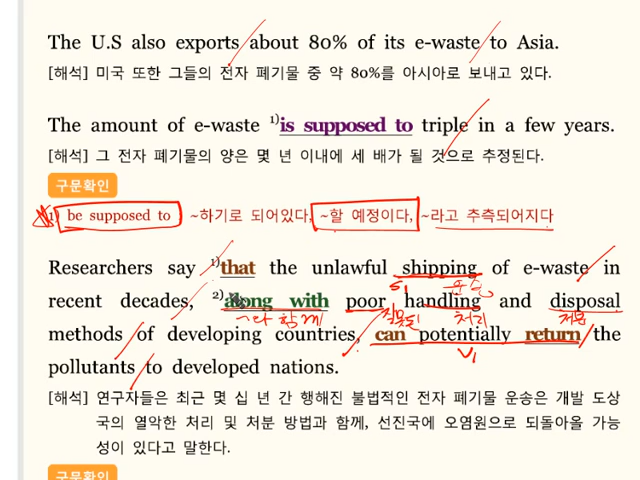 The U.S also exports about 80% of its e-waste to Asia.
[해석] 미국 또한 그들의 전자 폐기물 중 약 80%를 아시아로 보내고 있다.
The amount of e-waste 1)is supposed to triple in a few years.
[해석] 그 전자 폐기물의 양은 몇 년 이내에 세 배가 될 것으로 추정된다.
구문확인
1) be supposed to : ~하기로 되어있다, ~할 예정이다, ~라고 추측되어지다
Researchers say 1)that the unlawful shipping of e-waste in
S1 운송
recent decades, 2)along with poor handling and disposal
~와 함께 잘못된 처리 처분
methods of developing countries, can potentially return the
V1
pollutants to developed nations.
[해석] 연구자들은 최근 몇 십 년 간 행해진 불법적인 전자 폐기물 운송은 개발 도상
국의 열악한 처리 및 처분 방법과 함께, 선진국에 오염원으로 되돌아올 가능
성이 있다고 말한다.
구문확인